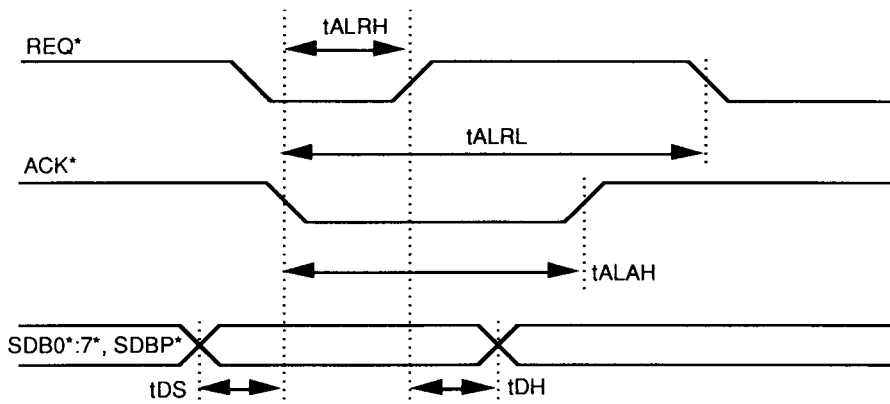 tALRH
REQ*
tALRL
ACK*
tALAH
SDB0*:7*, SDBP*
tDS
tDH